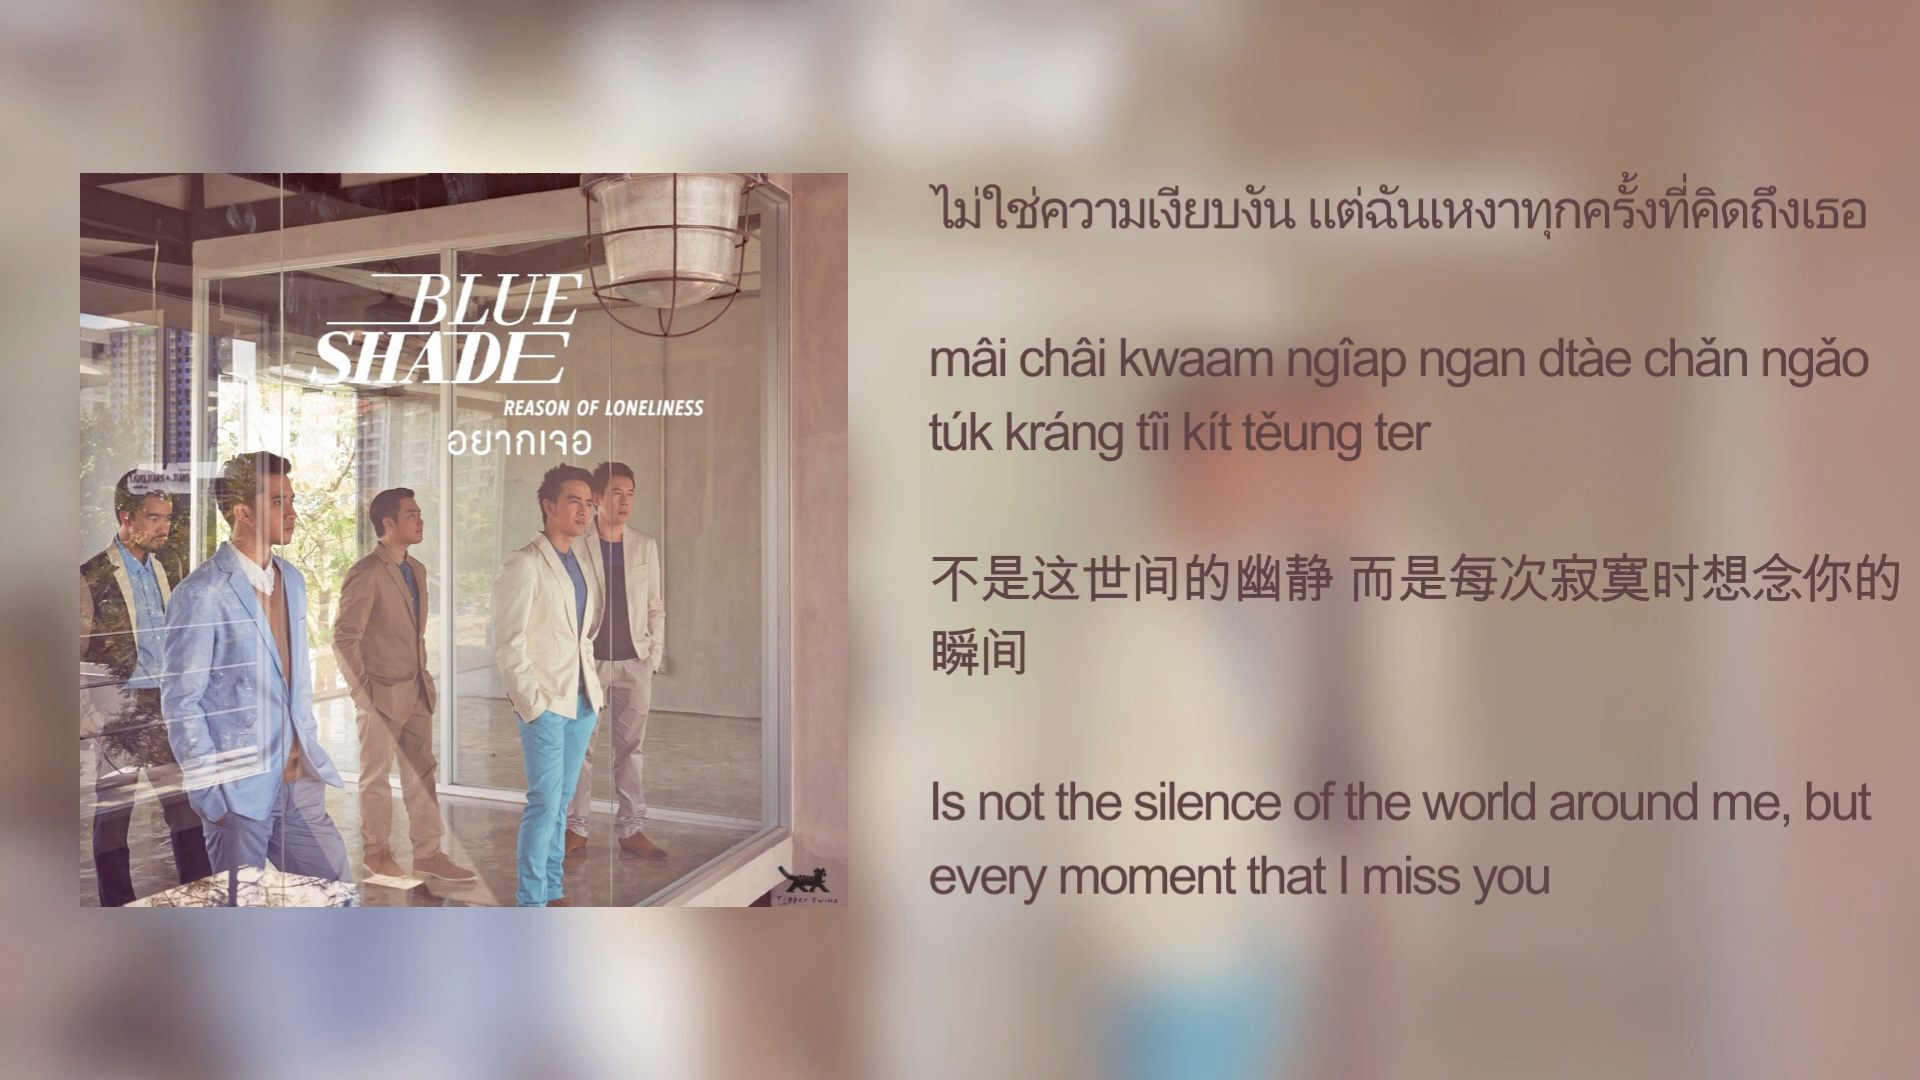 BLUE
SHADE
REASON OF LONELINESS
อยากเจอ
Tigger Twins
ไม่ใช่ความเงียบงัน แต่ฉันเหงาทุกครั้งที่คิดถึงเธอ
mâi châi kwaam ngîap ngan dtàe chǎn ngǎo
túk kráng tîi kít těung ter
不是这世间的幽静 而是每次寂寞时想念你的
瞬间
Is not the silence of the world around me, but
every moment that I miss you